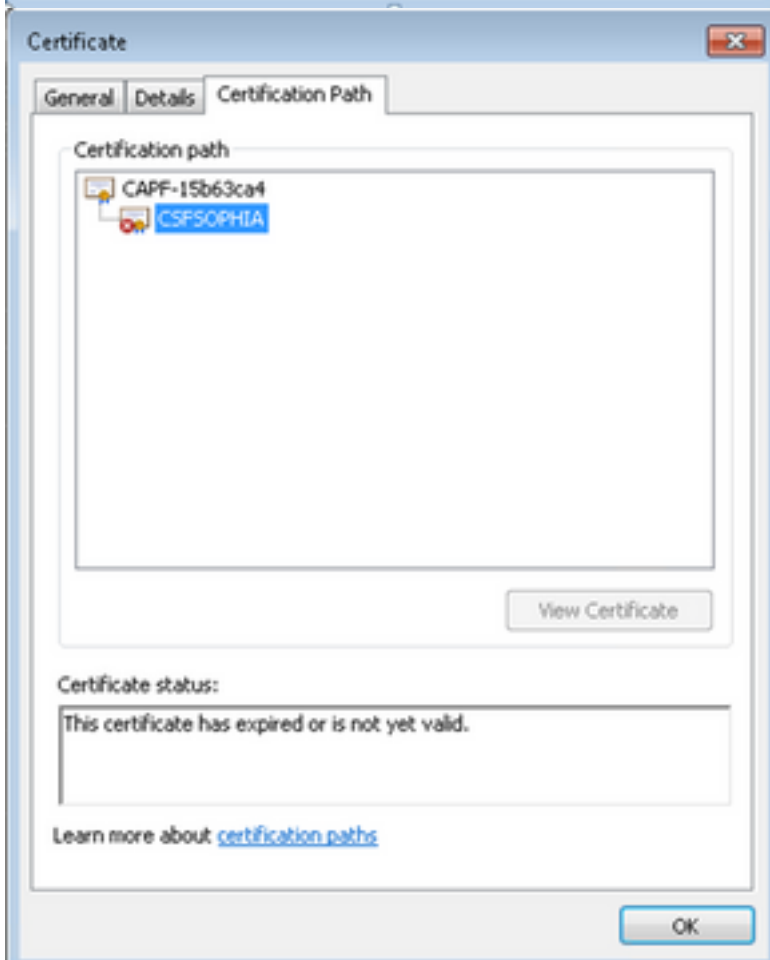 Certificate
General Details Certification Path
Certification path
CAPF-15b63ca4
CSFSOPHIA
View Certificate
Certificate status:
This certificate has expired or is not yet valid.
Learn more about certification paths
OK